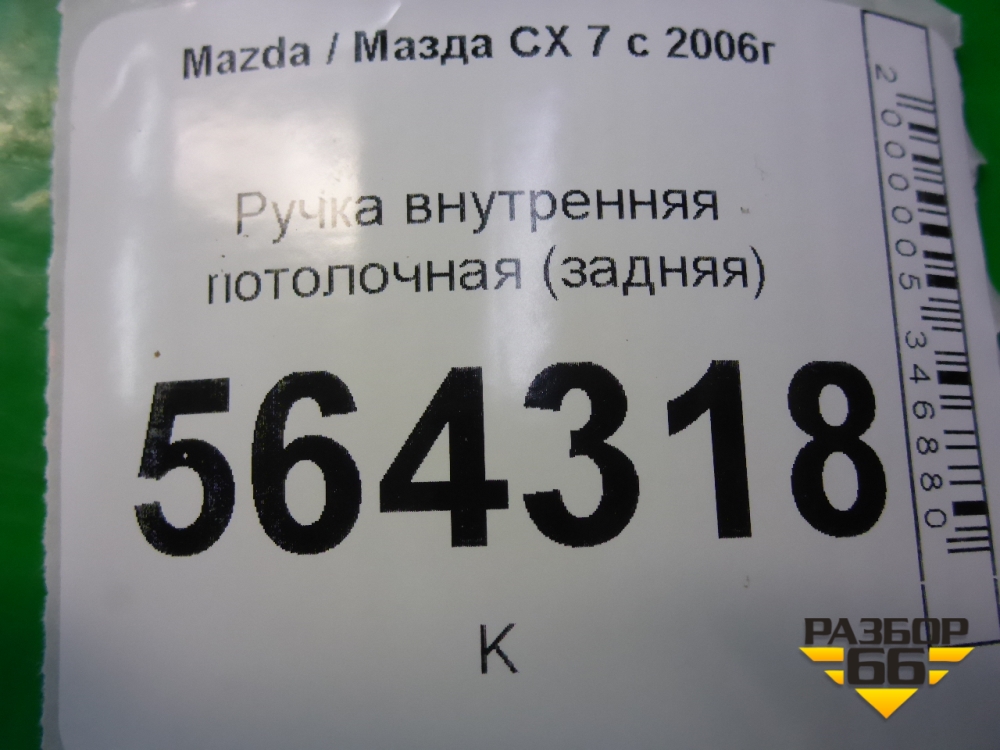 Mazda / Мазда CX 7 с 2006г
Ручка внутренняя
потолочная (задняя)
564318
К
2000005346880
РАЗБОР
66